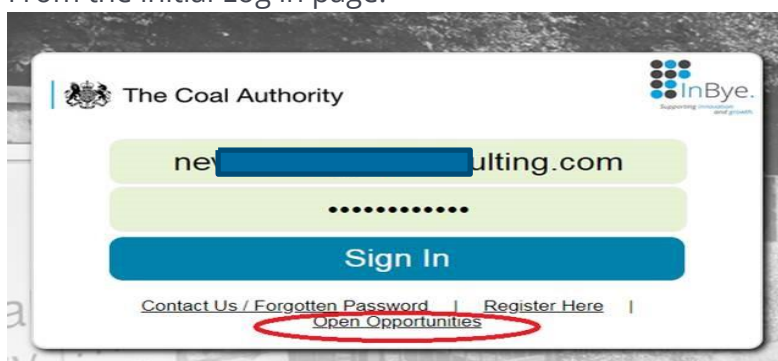 From the initial Log in page:
The Coal Authority
InBye.
Supporting innovation
and growth
ulting.com
••••••••••••
Sign In
Contact Us / Forgotten Password | Register Here |
Open Opportunities